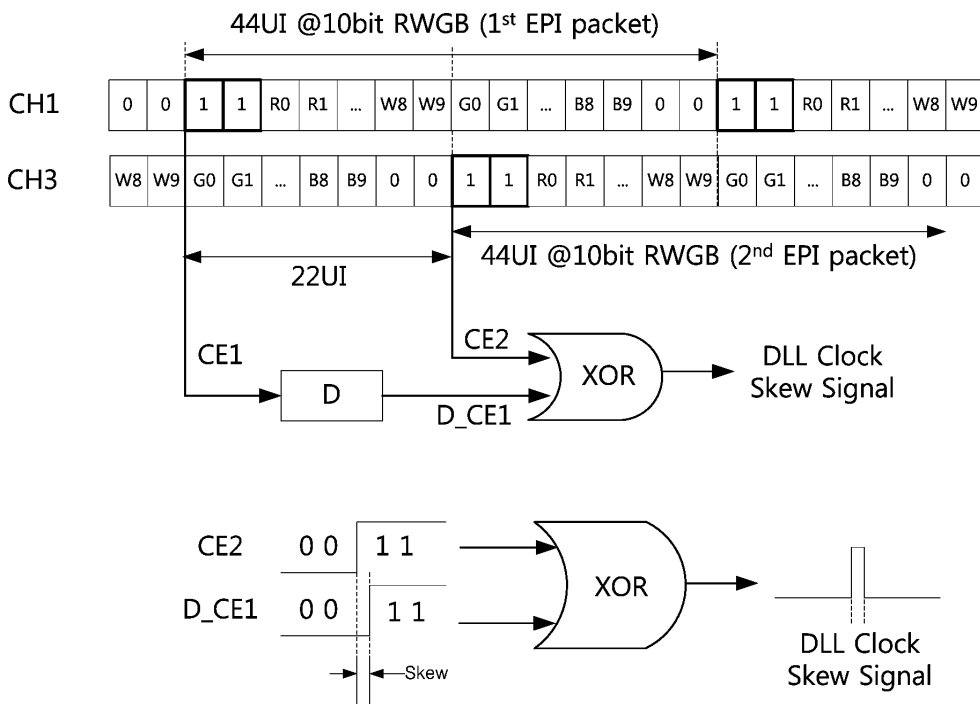 44UI @10bit RWGB (1st EPI packet)
CH1 0 0 1 1 R0 R1 ... W8 W9 G0 G1 ... B8 B9 0 0 1 1 R0 R1 ... W8 W9
CH3 W8 W9 G0 G1 ... B8 B9 0 0 1 1 R0 R1 ... W8 W9 G0 G1 ... B8 B9 0 0
44UI @10bit RWGB (2nd EPI packet)
22UI
CE1
CE2
D
D_CE1
XOR
DLL Clock
Skew Signal
CE2 0 0 1 1
D_CE1 0 0 1 1
XOR
Skew
DLL Clock
Skew Signal